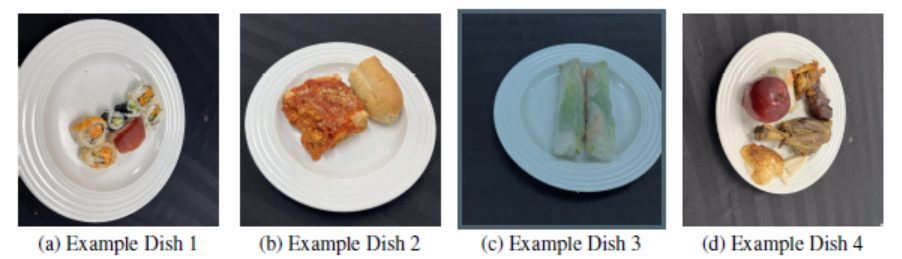 (a) Example Dish 1
(b) Example Dish 2
(c) Example Dish 3
(d) Example Dish 4